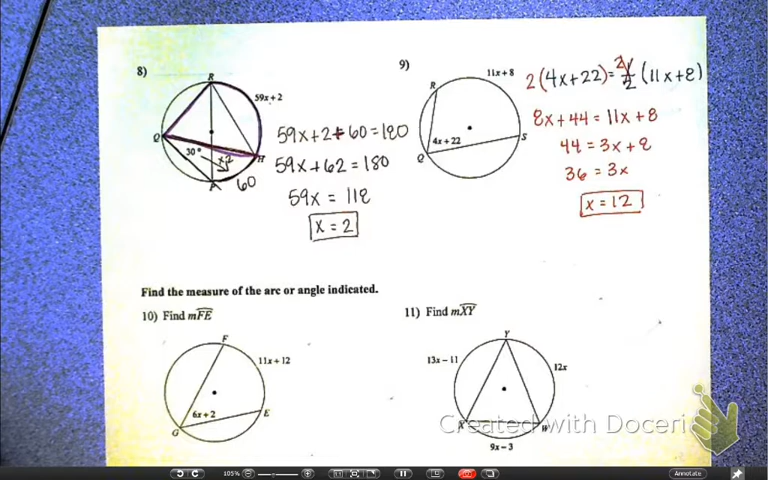 8)
R
59x+2
Q
30°
x2
H
A
60
59x+2+60=180
59x+62=180
59x = 118
x = 2
9)
11x+8
R
4x+22
Q
S
2(4x+22)=2/2(11x+8)
8x+44=11x+8
44=3x+8
36=3x
x=12
Find the measure of the arc or angle indicated.
10) Find mFE
F
11x+12
6x+2
E
G
11) Find mXY
Y
13x−11
12x
X
W
9x−3
Created with Doceri
105%
Annotate